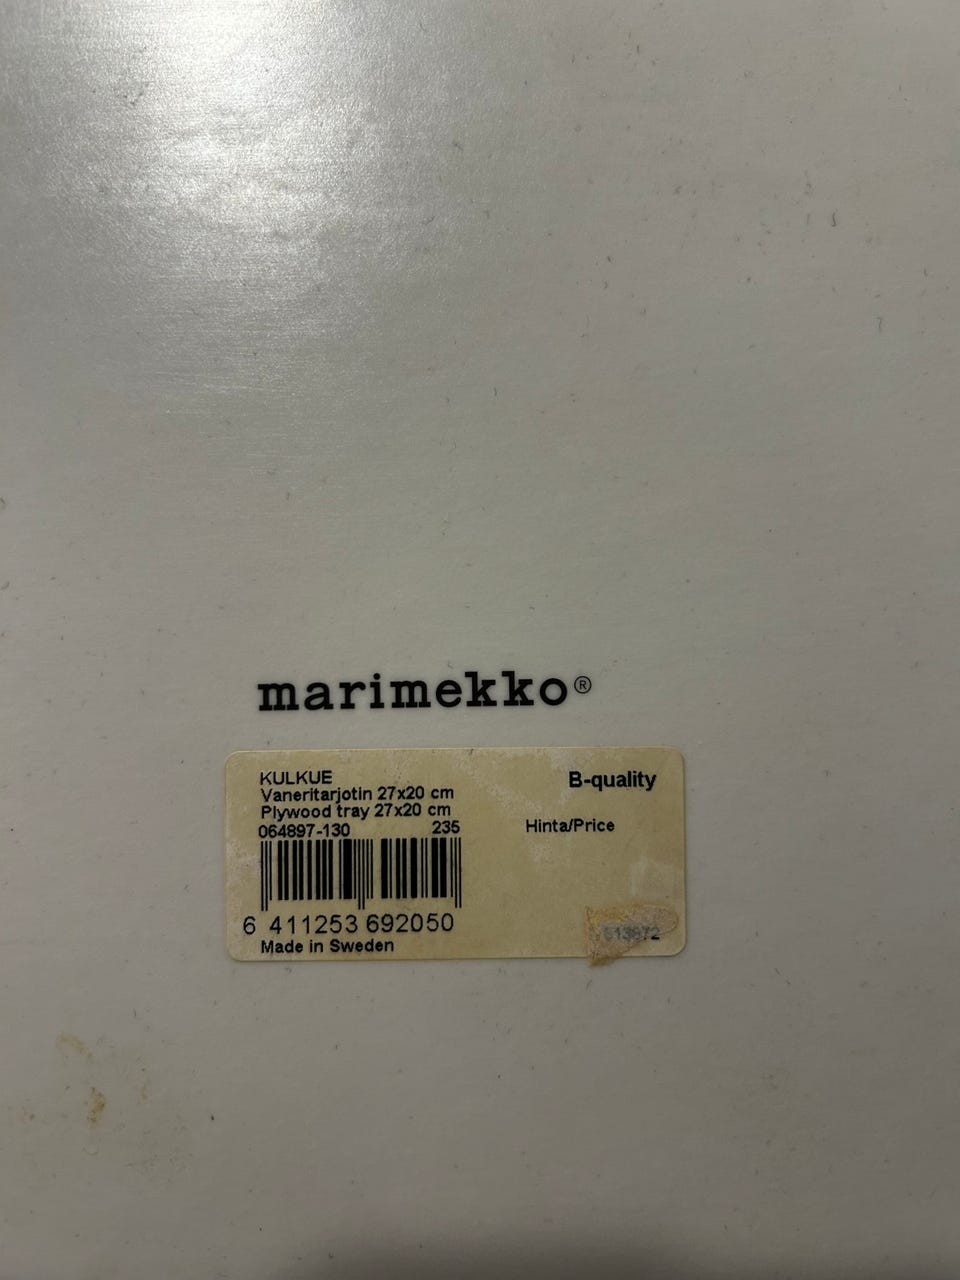 marimekko®
KULKUE
B-quality
Vaneritarjotin 27x20 cm
Plywood tray 27x20 cm
064897-130 235
Hinta/Price
6 411253 692050
Made in Sweden